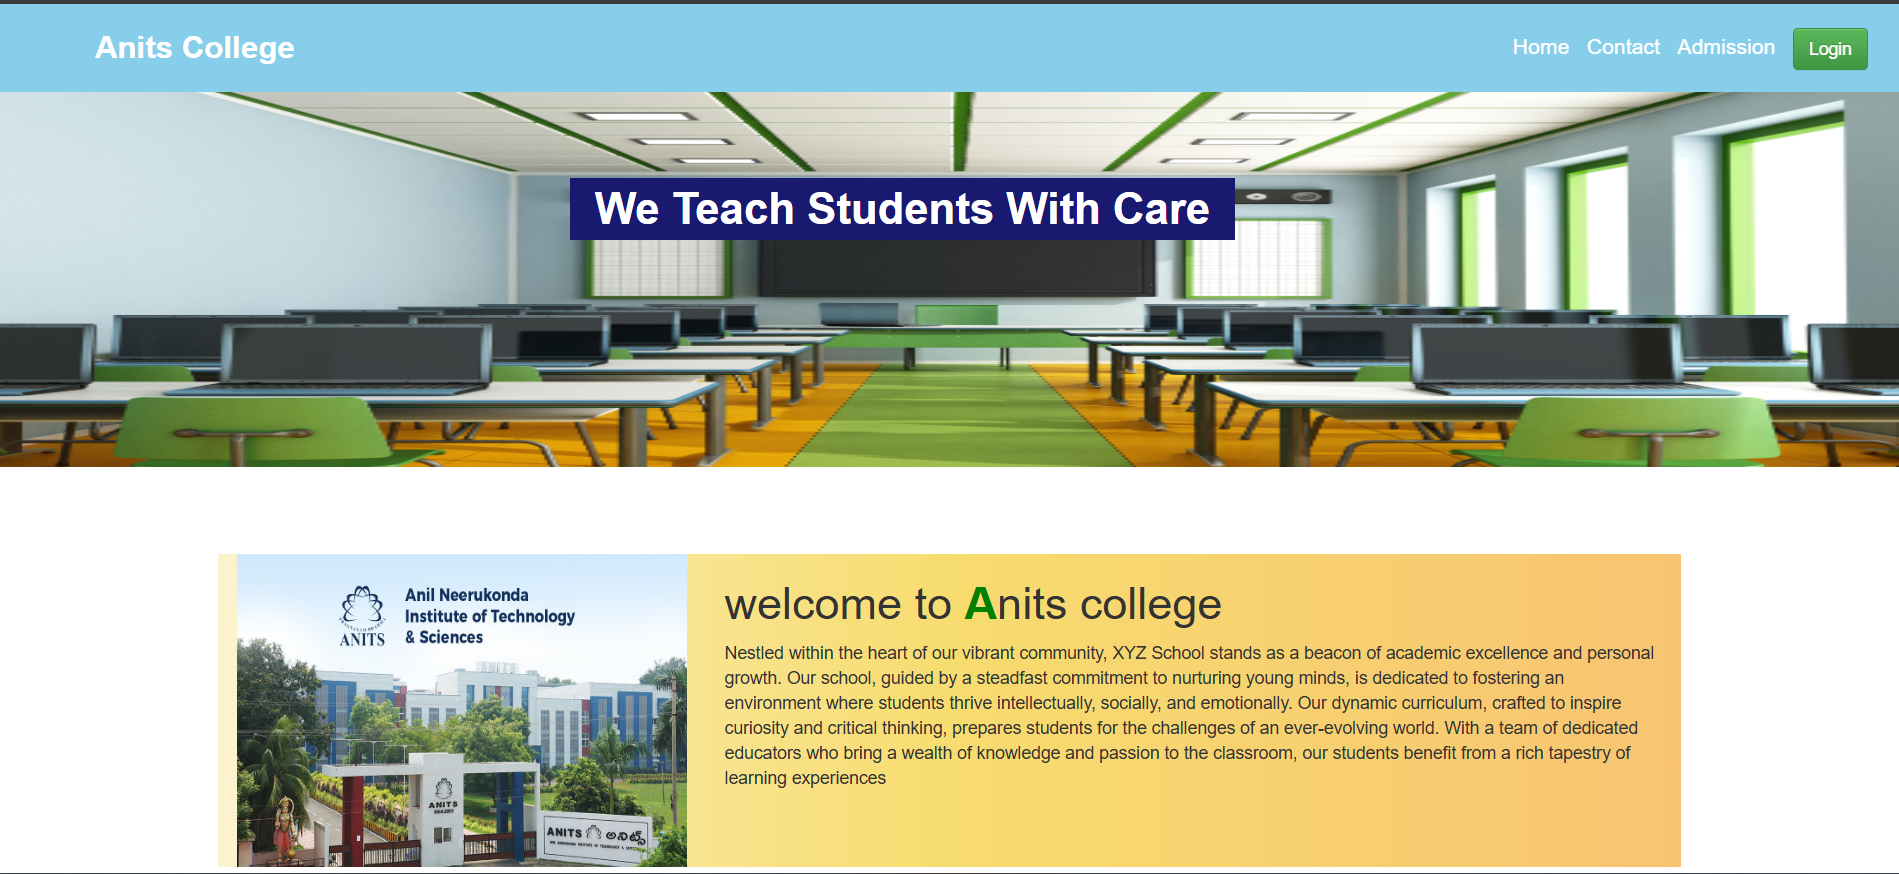 Anits College
Home Contact Admission Login
We Teach Students With Care
Anil Neerukonda
Institute of Technology
& Sciences
ANITS
ANITS
ANITS
ANITS అనిట్స్
welcome to Anits college
Nestled within the heart of our vibrant community, XYZ School stands as a beacon of academic excellence and personal
growth. Our school, guided by a steadfast commitment to nurturing young minds, is dedicated to fostering an
environment where students thrive intellectually, socially, and emotionally. Our dynamic curriculum, crafted to inspire
curiosity and critical thinking, prepares students for the challenges of an ever-evolving world. With a team of dedicated
educators who bring a wealth of knowledge and passion to the classroom, our students benefit from a rich tapestry of
learning experiences